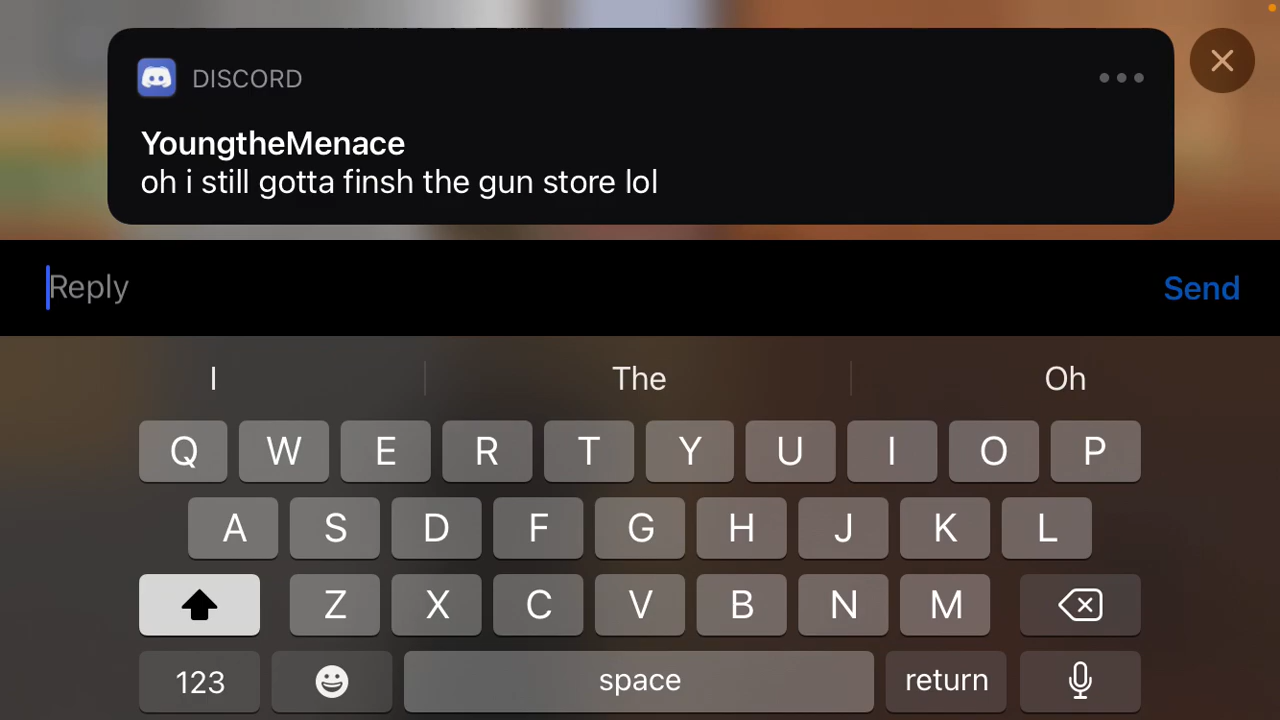 DISCORD
YoungtheMenace
oh i still gotta finsh the gun store lol
Reply
Send
I
The
Oh
Q W E R T Y U I O P
A S D F G H J K L
Z X C V B N M
123
space
return